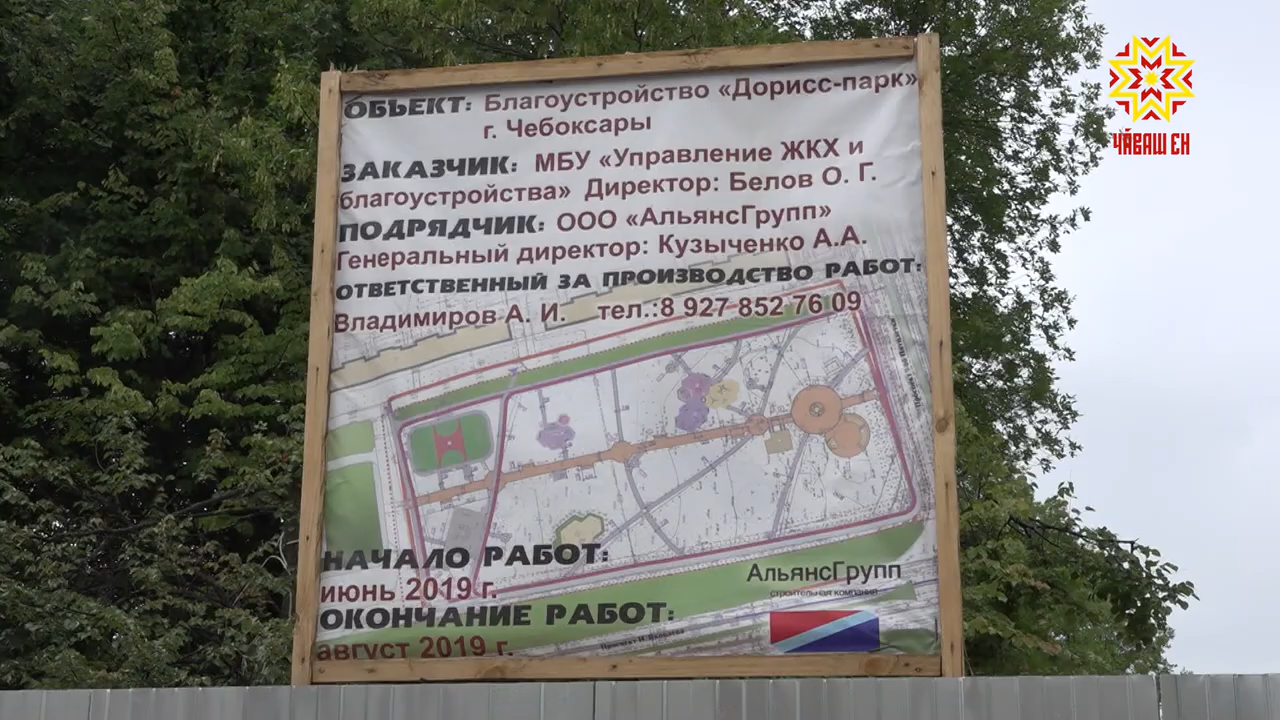 ОБЬЕКТ: Благоустройство «Дорисс-парк»
г. Чебоксары
ЗАКАЗЧИК: МБУ «Управление ЖКХ и
благоустройства» Директор: Белов О. Г.
ПОДРЯДЧИК: ООО «АльянсГрупп»
Генеральный директор: Кузыченко А.А.
ОТВЕТСТВЕННЫЙ ЗА ПРОИЗВОДСТВО РАБОТ:
Владимиров А. И. тел.:8 927 852 76 09
НАЧАЛО РАБОТ:
июнь 2019 г.
ОКОНЧАНИЕ РАБОТ:
август 2019 г.
АльянсГрупп
строительная компания
ЧӐВАШ ЕН